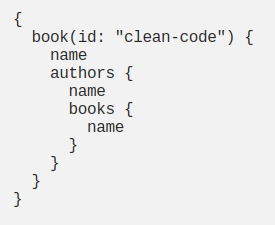 {
  book(id: "clean-code") {
    name
    authors {
      name
      books {
        name
      }
    }
  }
}